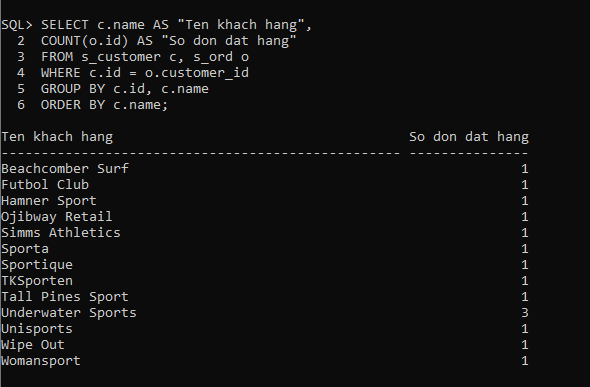 SQL> SELECT c.name AS "Ten khach hang",
  2  COUNT(o.id) AS "So don dat hang"
  3  FROM s_customer c, s_ord o
  4  WHERE c.id = o.customer_id
  5  GROUP BY c.id, c.name
  6  ORDER BY c.name;
Ten khach hang                                     So don dat hang
-------------------------------------------------- ---------------
Beachcomber Surf                                                 1
Futbol Club                                                      1
Hamner Sport                                                     1
Ojibway Retail                                                   1
Simms Athletics                                                  1
Sporta                                                           1
Sportique                                                        1
TKSporten                                                        1
Tall Pines Sport                                                 1
Underwater Sports                                                3
Unisports                                                        1
Wipe Out                                                         1
Womansport                                                       1